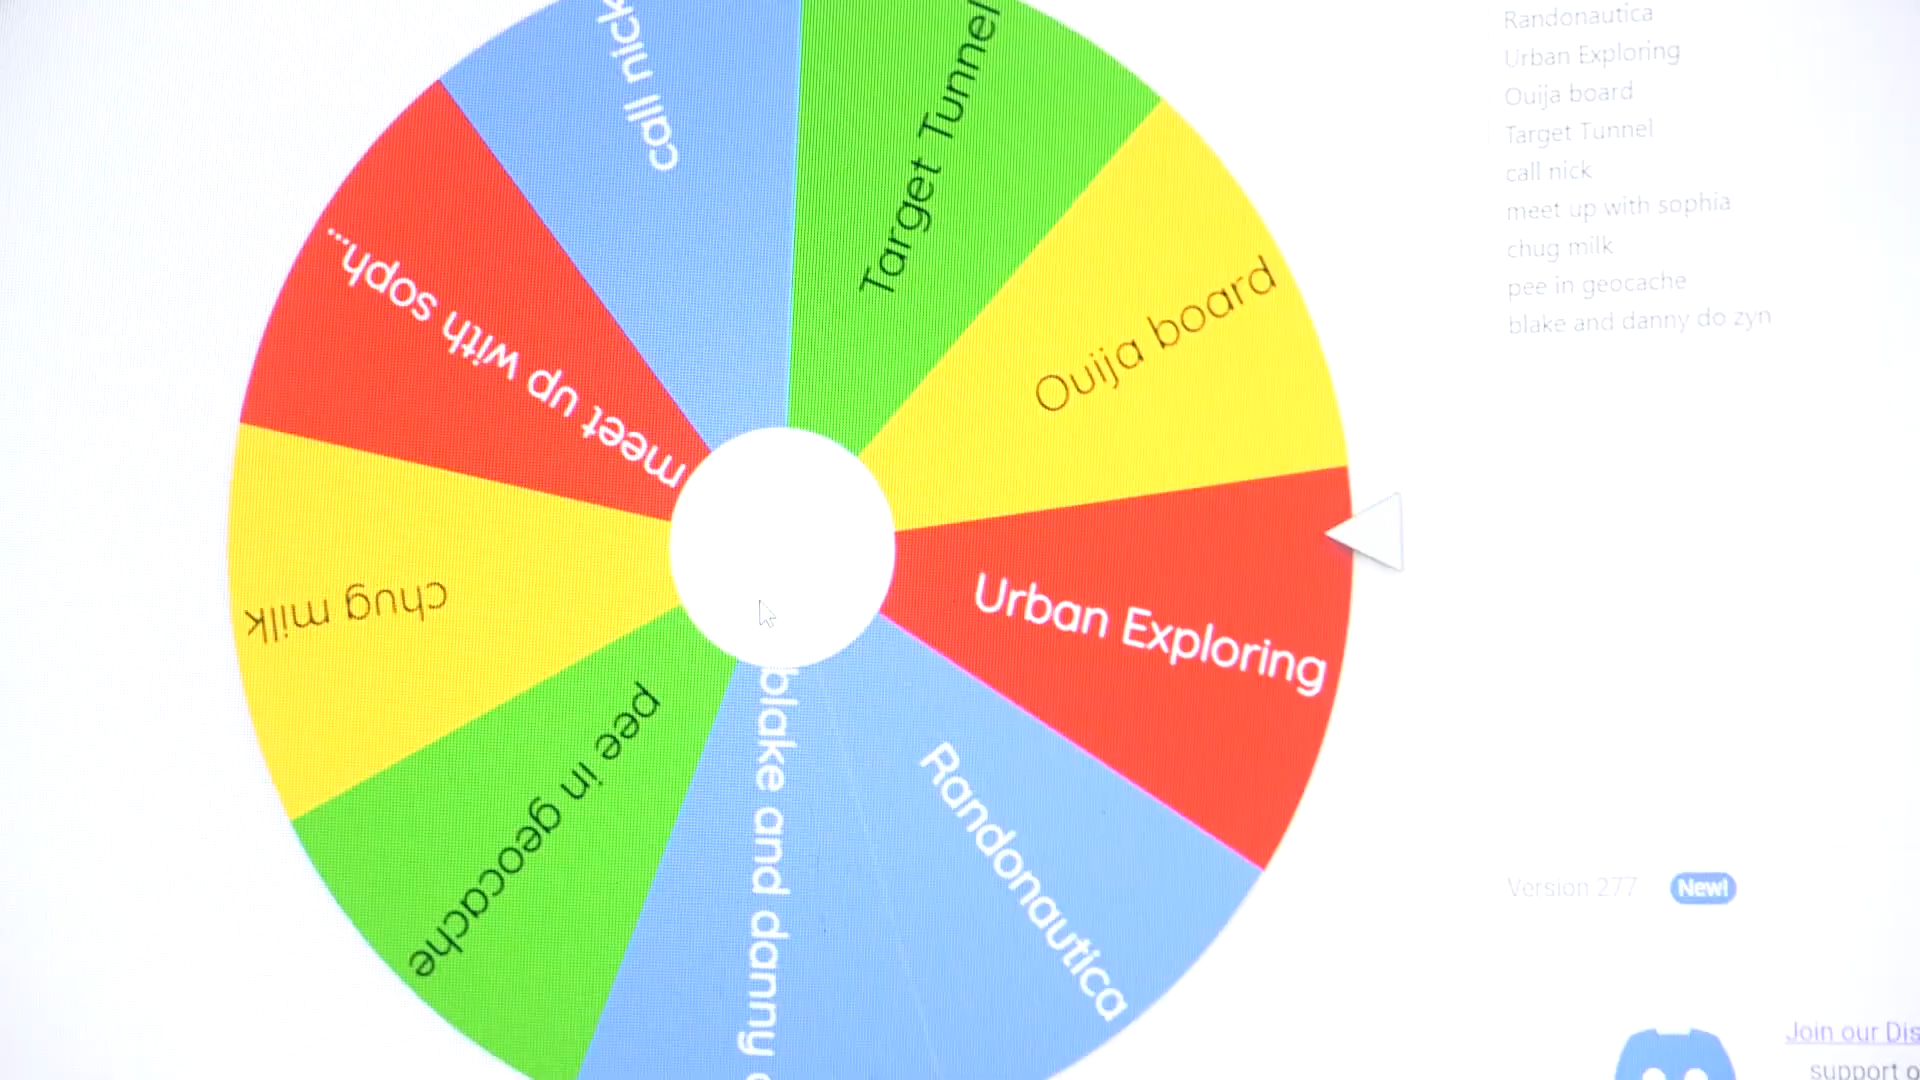 call nick
Target Tunnel
Ouija board
Urban Exploring
Randonautica
blake and danny
pee in geocache
chug milk
meet up with soph...
Randonautica
Urban Exploring
Ouija board
Target Tunnel
call nick
meet up with sophia
chug milk
pee in geocache
blake and danny do zyn
Version 277 New!
Join our Dis
support o